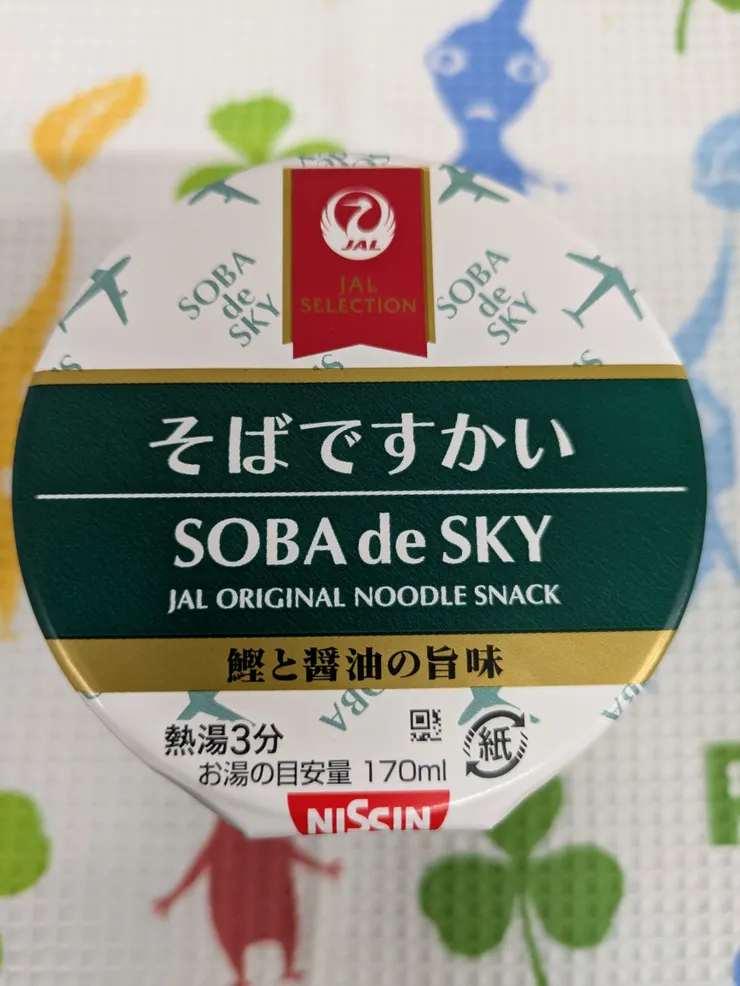 JAL
JAL
SELECTION
SOBA
de
SKY
SOBA
de
SKY
そばですかい
SOBA de SKY
JAL ORIGINAL NOODLE SNACK
鰹と醤油の旨味
熱湯3分
お湯の目安量 170ml
紙
NISSIN